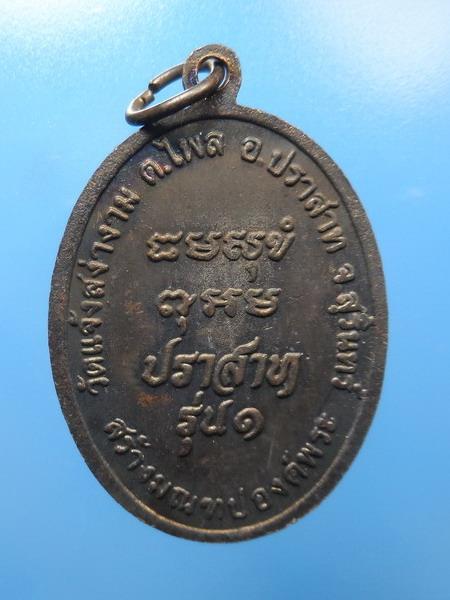 วัดแจ้งสง่างาม ต.ไพล อ.ปราสาท จ.สุรินทร์
ปราสาท
รุ่น ๑
สร้างมณฑปองค์พระ